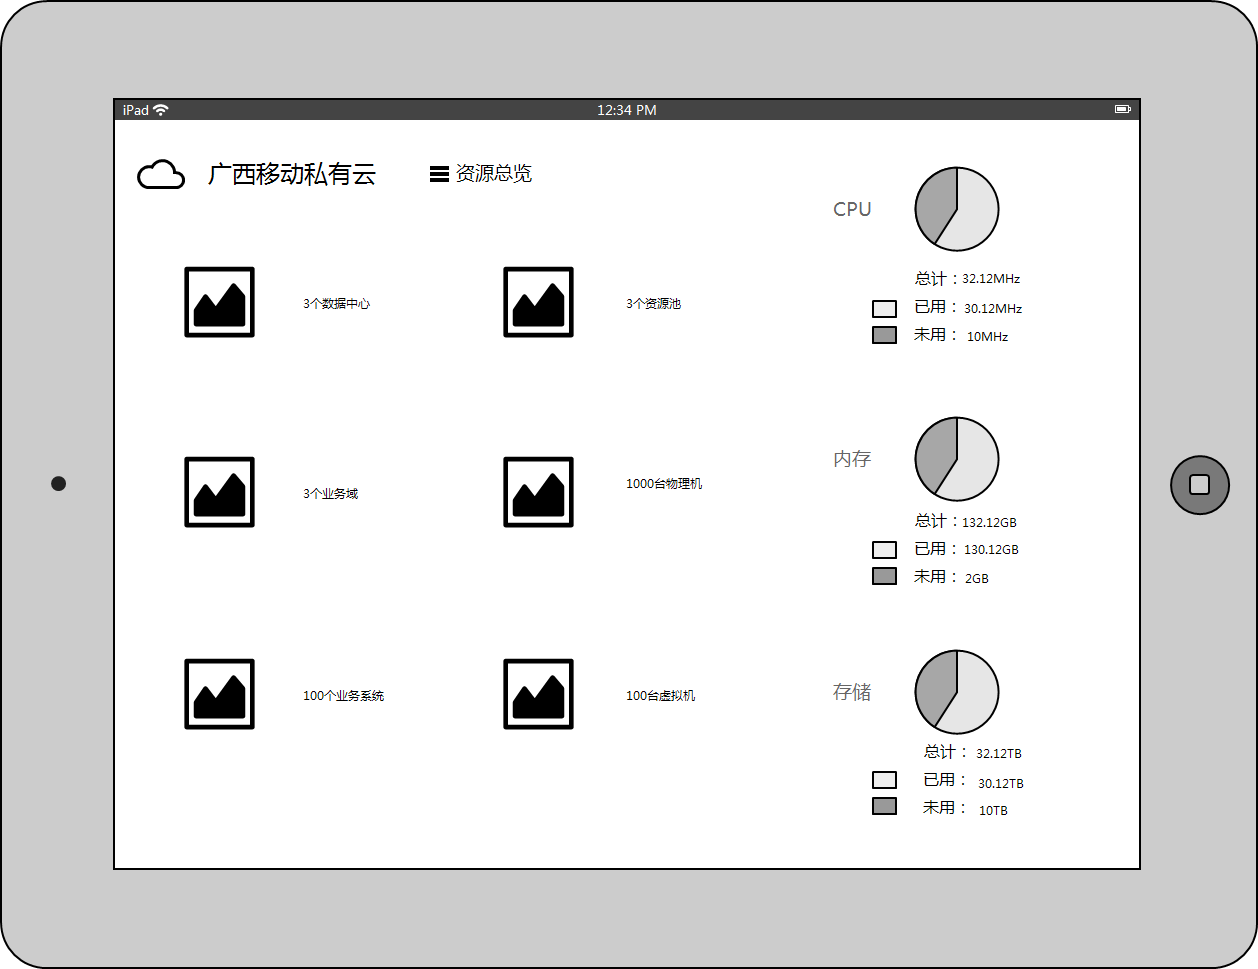 iPad 12:34 PM
广西移动私有云 资源总览
3个数据中心
3个资源池
3个业务域
1000台物理机
100个业务系统
100台虚拟机
CPU
总计：32.12MHz
已用：30.12MHz
未用：10MHz
内存
总计：132.12GB
已用：130.12GB
未用：2GB
存储
总计：32.12TB
已用：30.12TB
未用：10TB